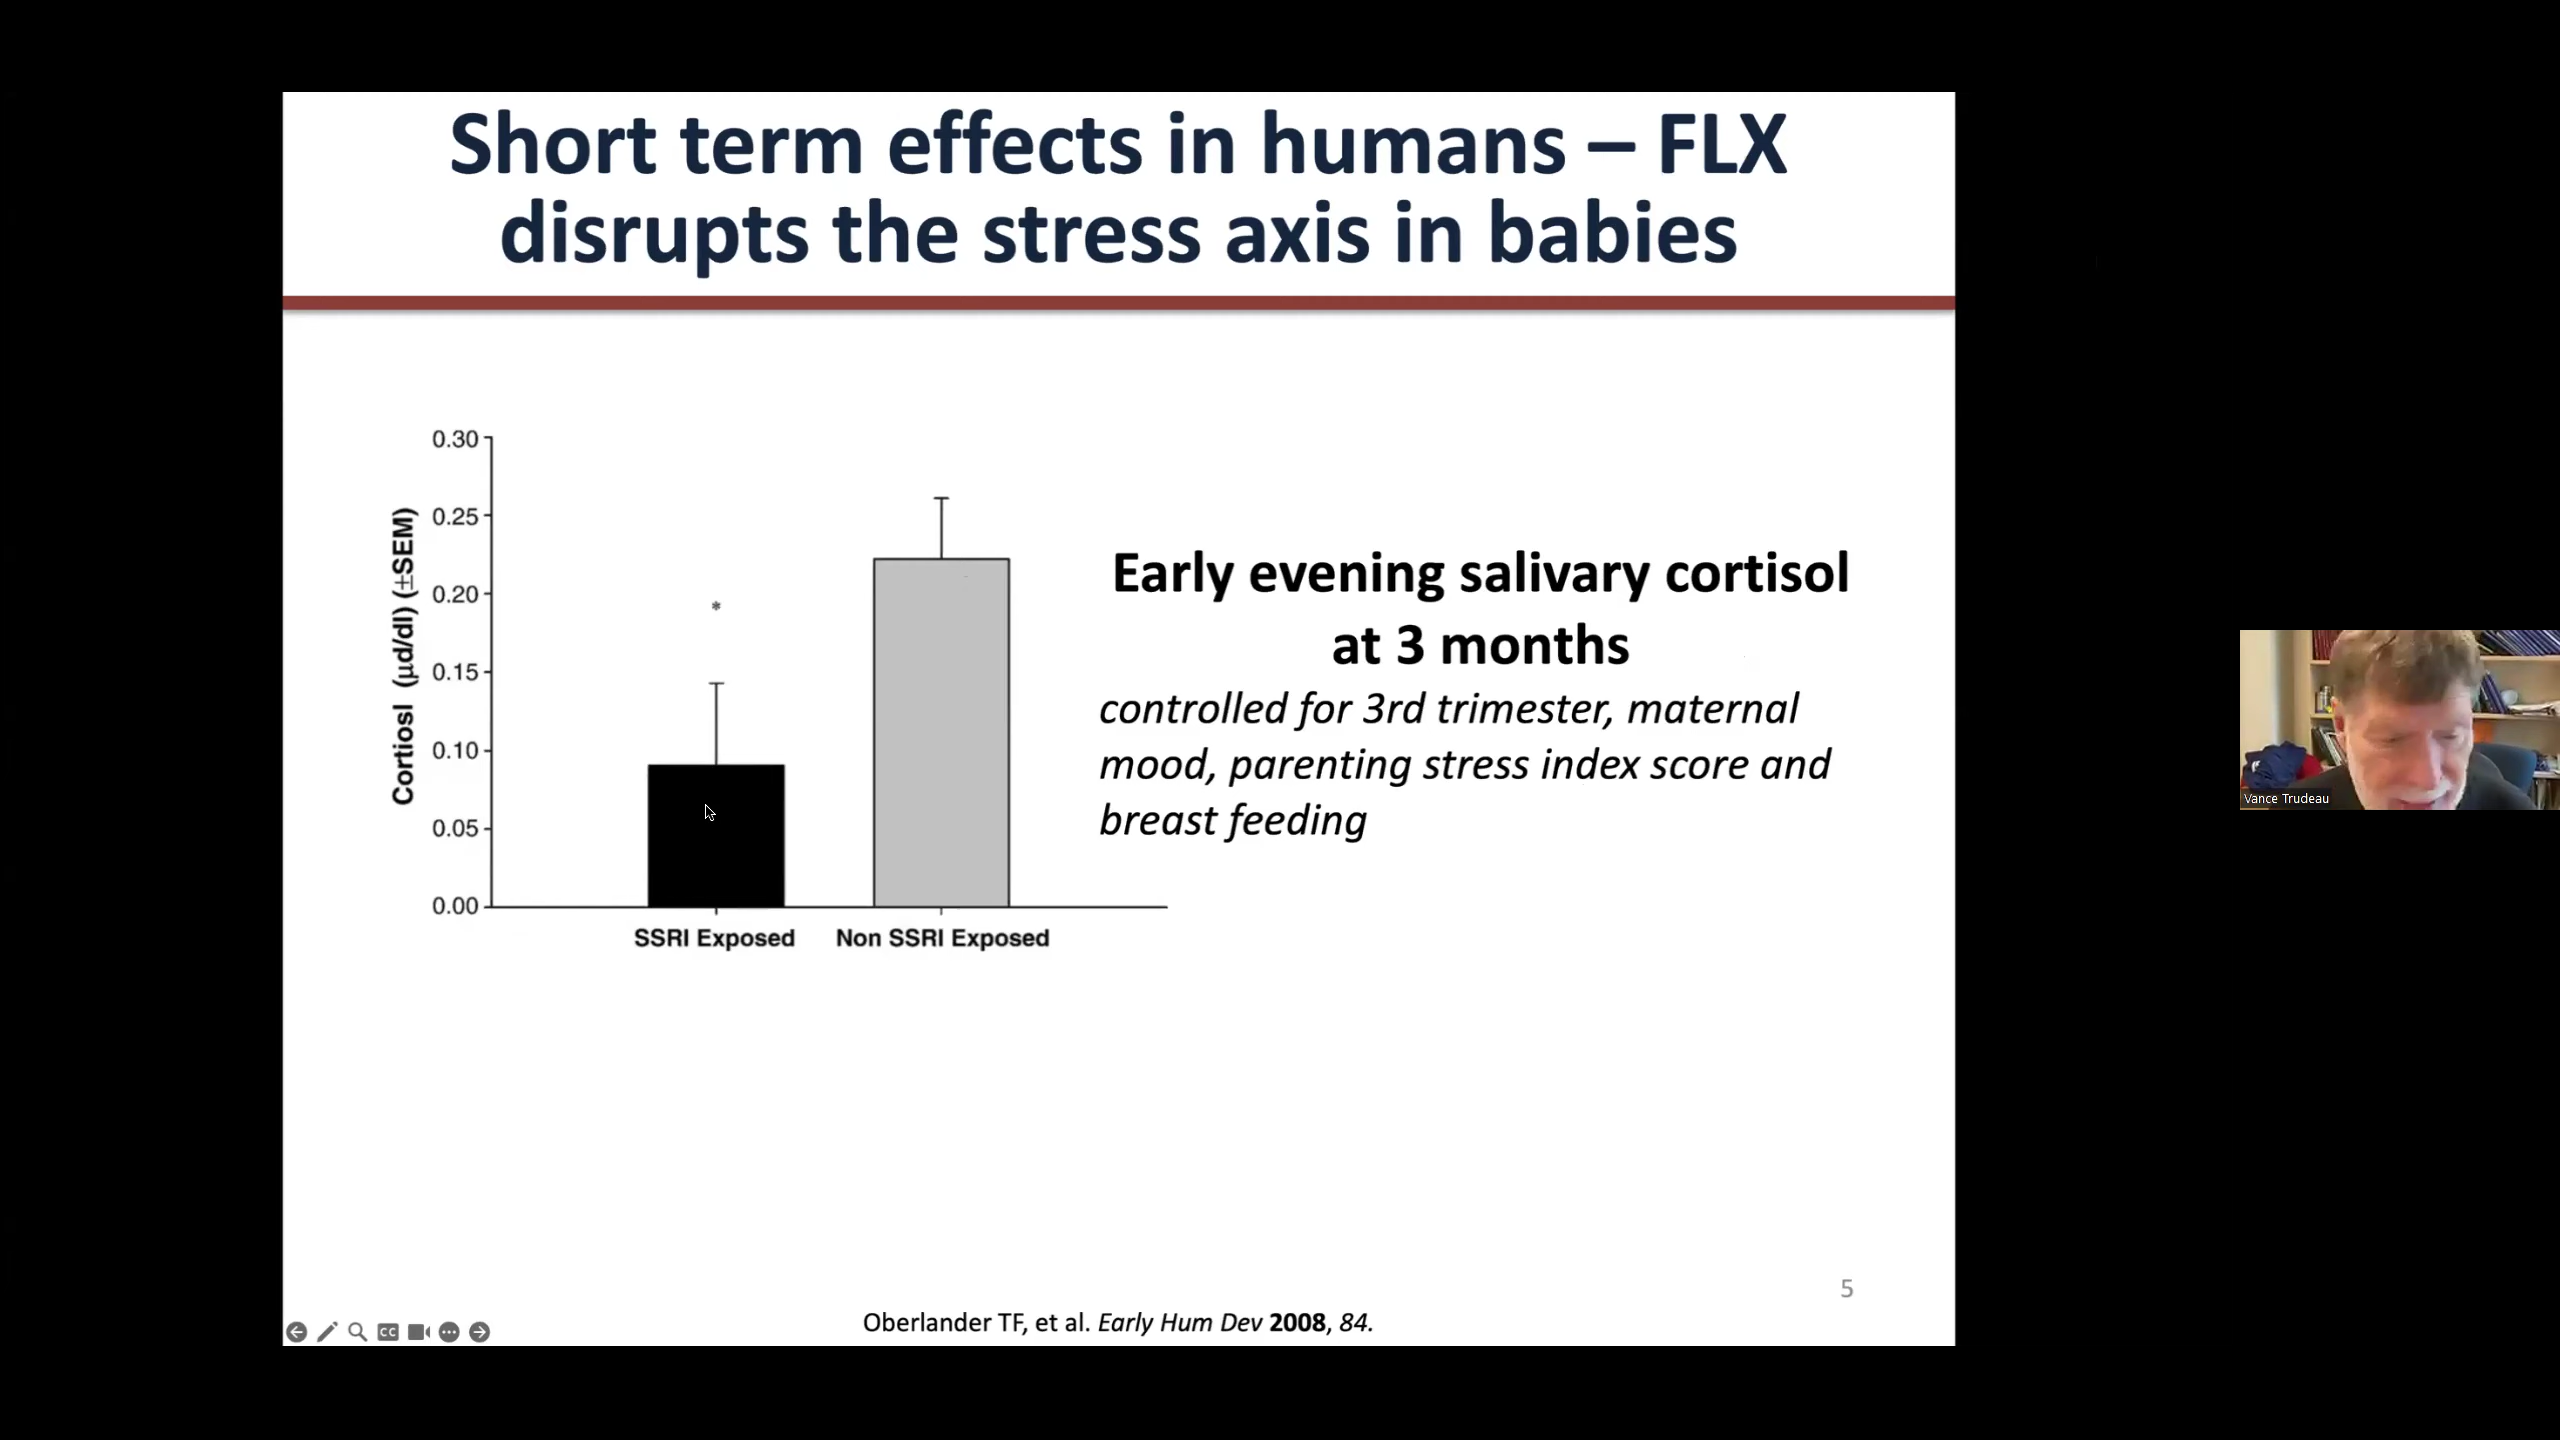 Short term effects in humans – FLX
disrupts the stress axis in babies
0.30
0.25
0.20
0.15
0.10
0.05
0.00
Cortiosl (µd/dl) (±SEM)
*
SSRI Exposed
Non SSRI Exposed
Early evening salivary cortisol
at 3 months
controlled for 3rd trimester, maternal
mood, parenting stress index score and
breast feeding
Vance Trudeau
5
CC
Oberlander TF, et al. Early Hum Dev 2008, 84.